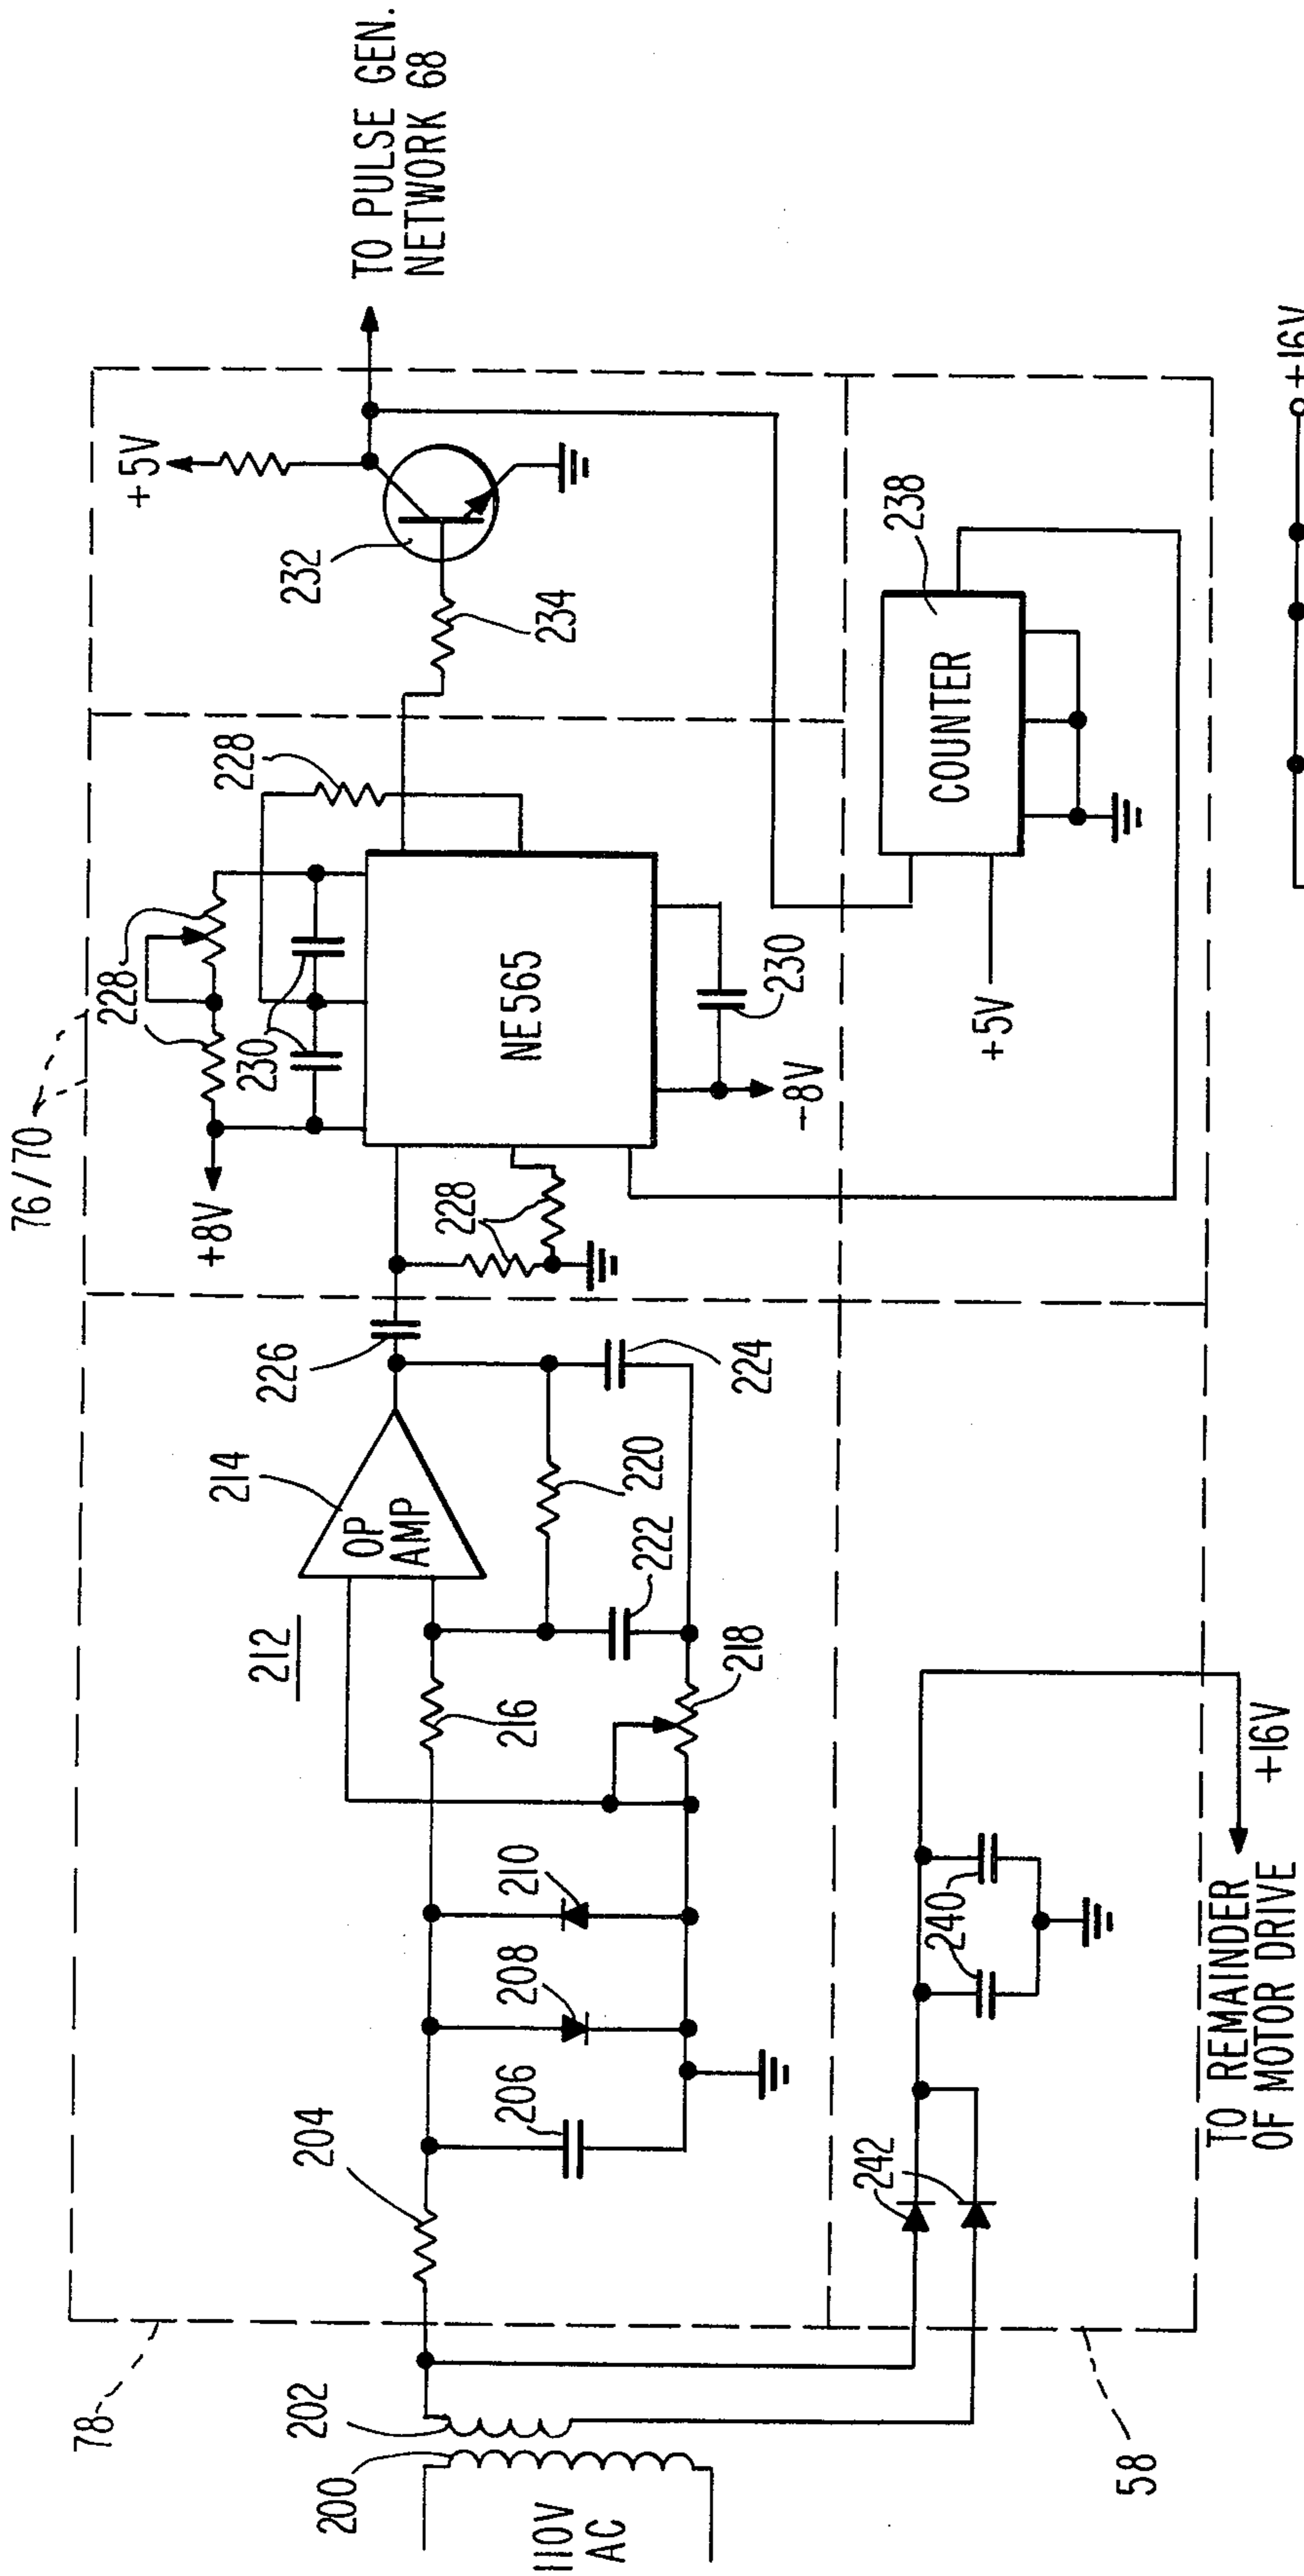 76/70
+8V
228
228
230
+5V
TO PULSE GEN.
NETWORK 68
232
234
NE565
228
230
-8V
226
214
OP
AMP
212
216
220
222
224
218
210
208
206
204
78
202
200
110V
AC
238
COUNTER
+5V
242
240
58
+16V
TO REMAINDER
OF MOTOR DRIVE
+16V